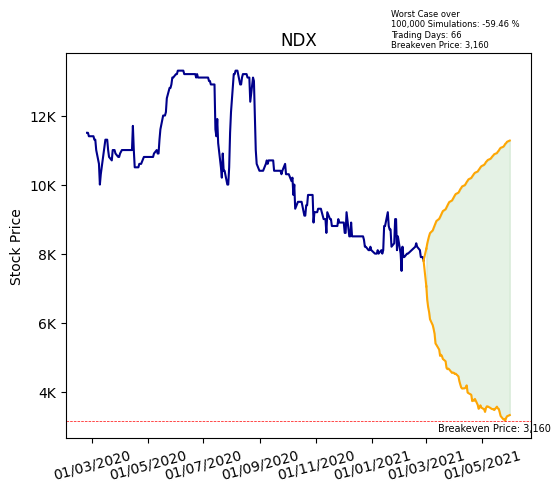 Worst Case over
100,000 Simulations: -59.46 %
Trading Days: 66
Breakeven Price: 3,160
NDX
Stock Price
12K
10K
8K
6K
4K
Breakeven Price: 3,160
01/03/2020 01/05/2020 01/07/2020 01/09/2020 01/11/2020 01/01/2021 01/03/2021 01/05/2021